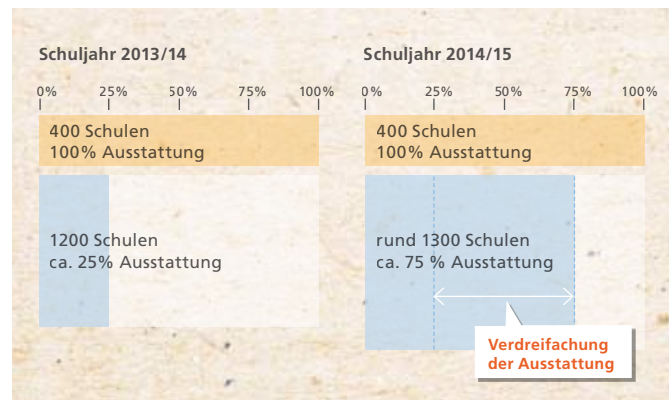 Schuljahr 2013/14
0% 25% 50% 75% 100%
400 Schulen
100% Ausstattung
1200 Schulen
ca. 25% Ausstattung
Schuljahr 2014/15
0% 25% 50% 75% 100%
400 Schulen
100% Ausstattung
rund 1300 Schulen
ca. 75 % Ausstattung
Verdreifachung
der Ausstattung